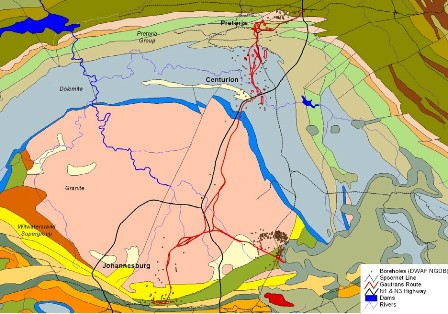 Pretoria
Pretoria
Group
Centurion
Dolomite
Granite
Witwatersrand
Supergroup
Johannesburg
Boreholes (DWAF NGDB)
Spoornet Line
Gautrans Route
N1 & N3 Highway
Dams
Rivers